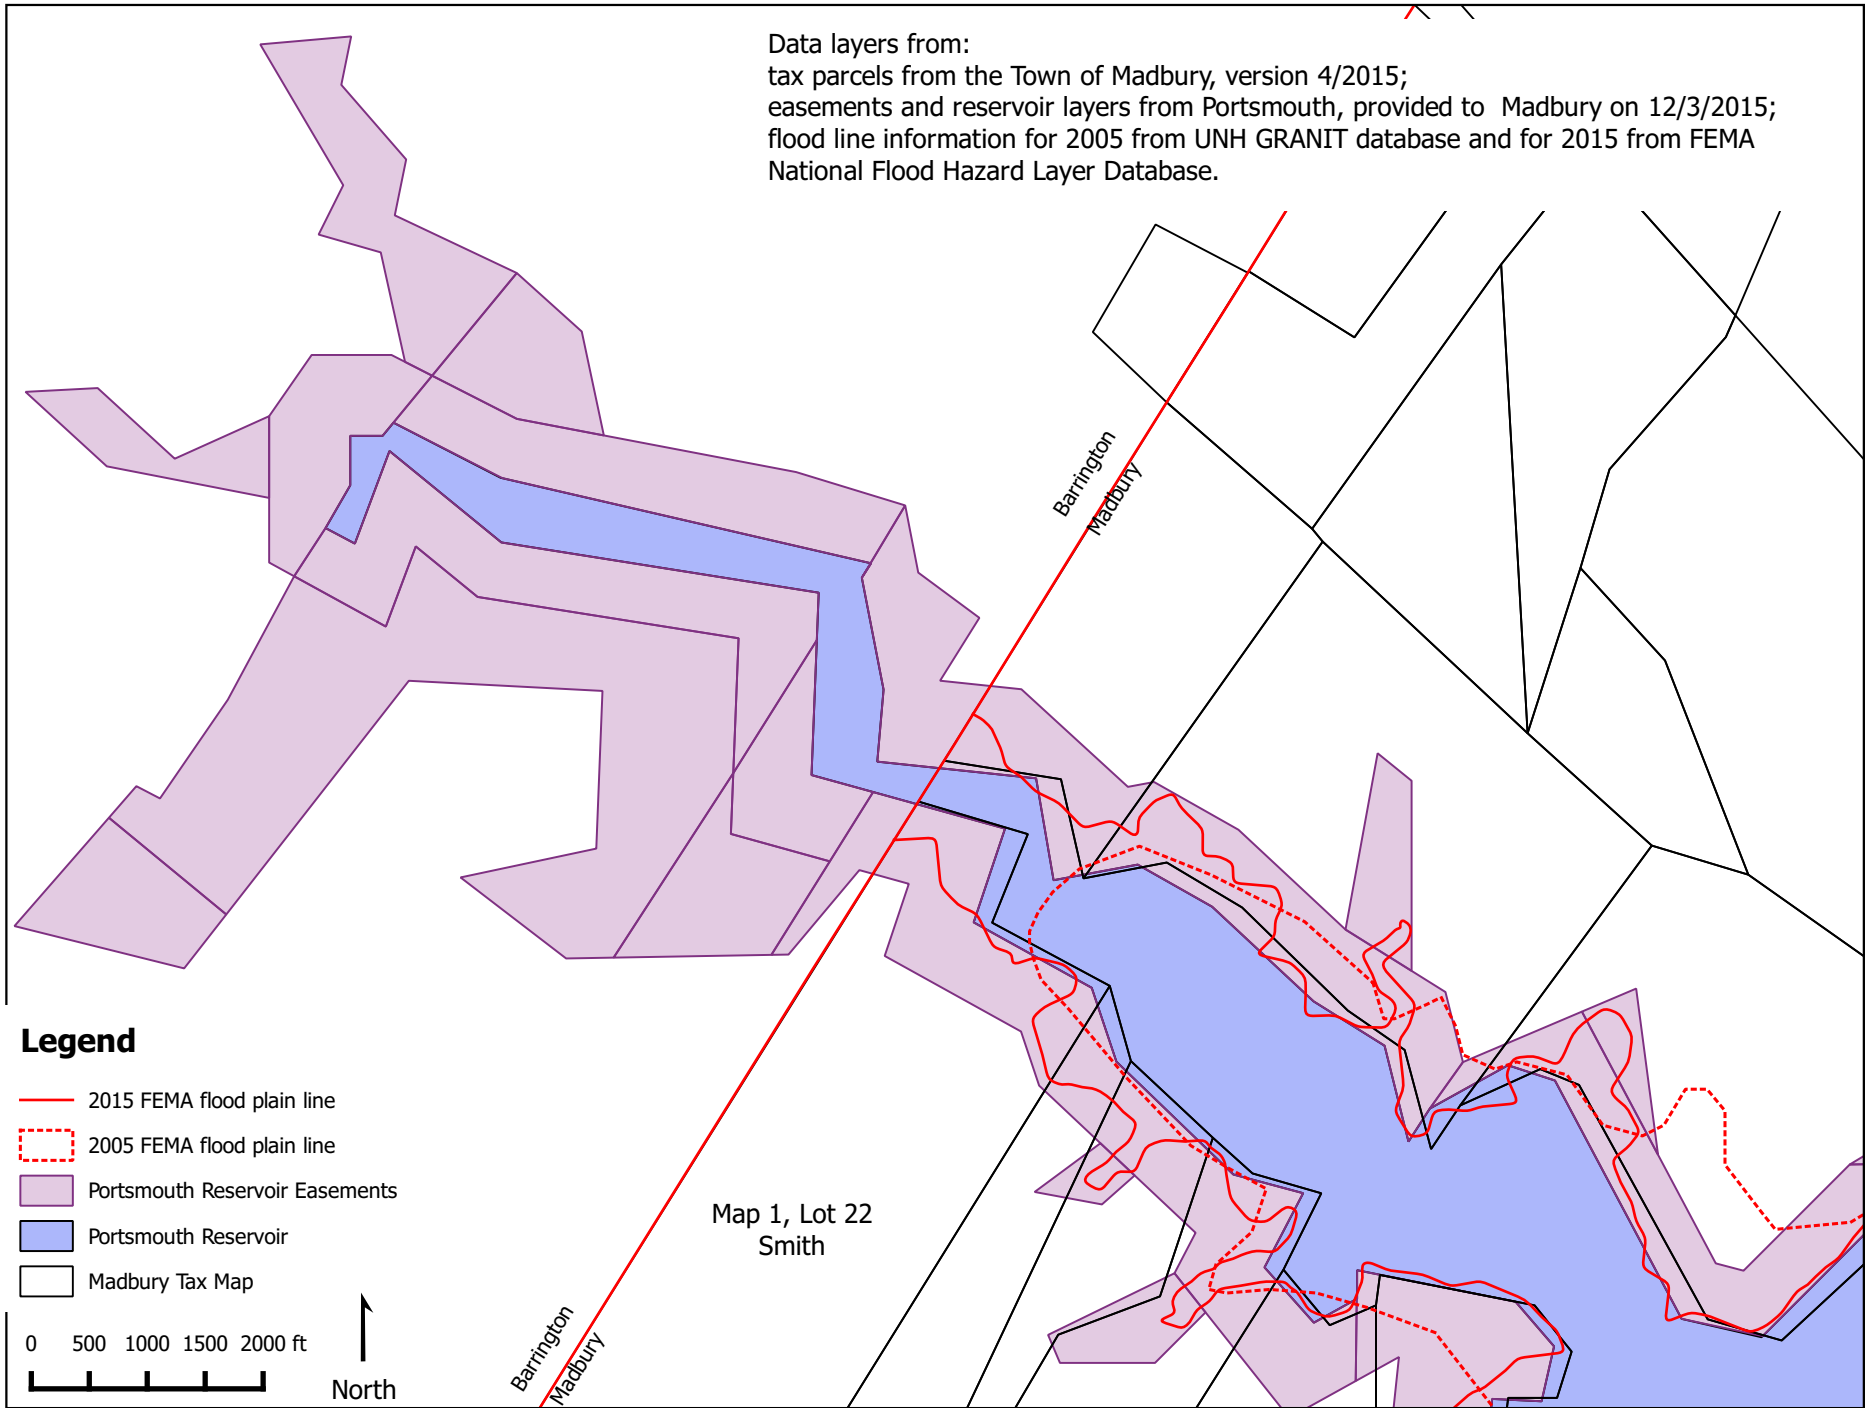 Data layers from:
tax parcels from the Town of Madbury, version 4/2015;
easements and reservoir layers from Portsmouth, provided to Madbury on 12/3/2015;
flood line information for 2005 from UNH GRANIT database and for 2015 from FEMA
National Flood Hazard Layer Database.
Barrington
Madbury
Legend
2015 FEMA flood plain line
2005 FEMA flood plain line
Portsmouth Reservoir Easements
Portsmouth Reservoir
Madbury Tax Map
Map 1, Lot 22
Smith
0 500 1000 1500 2000 ft
North
Barrington
Madbury